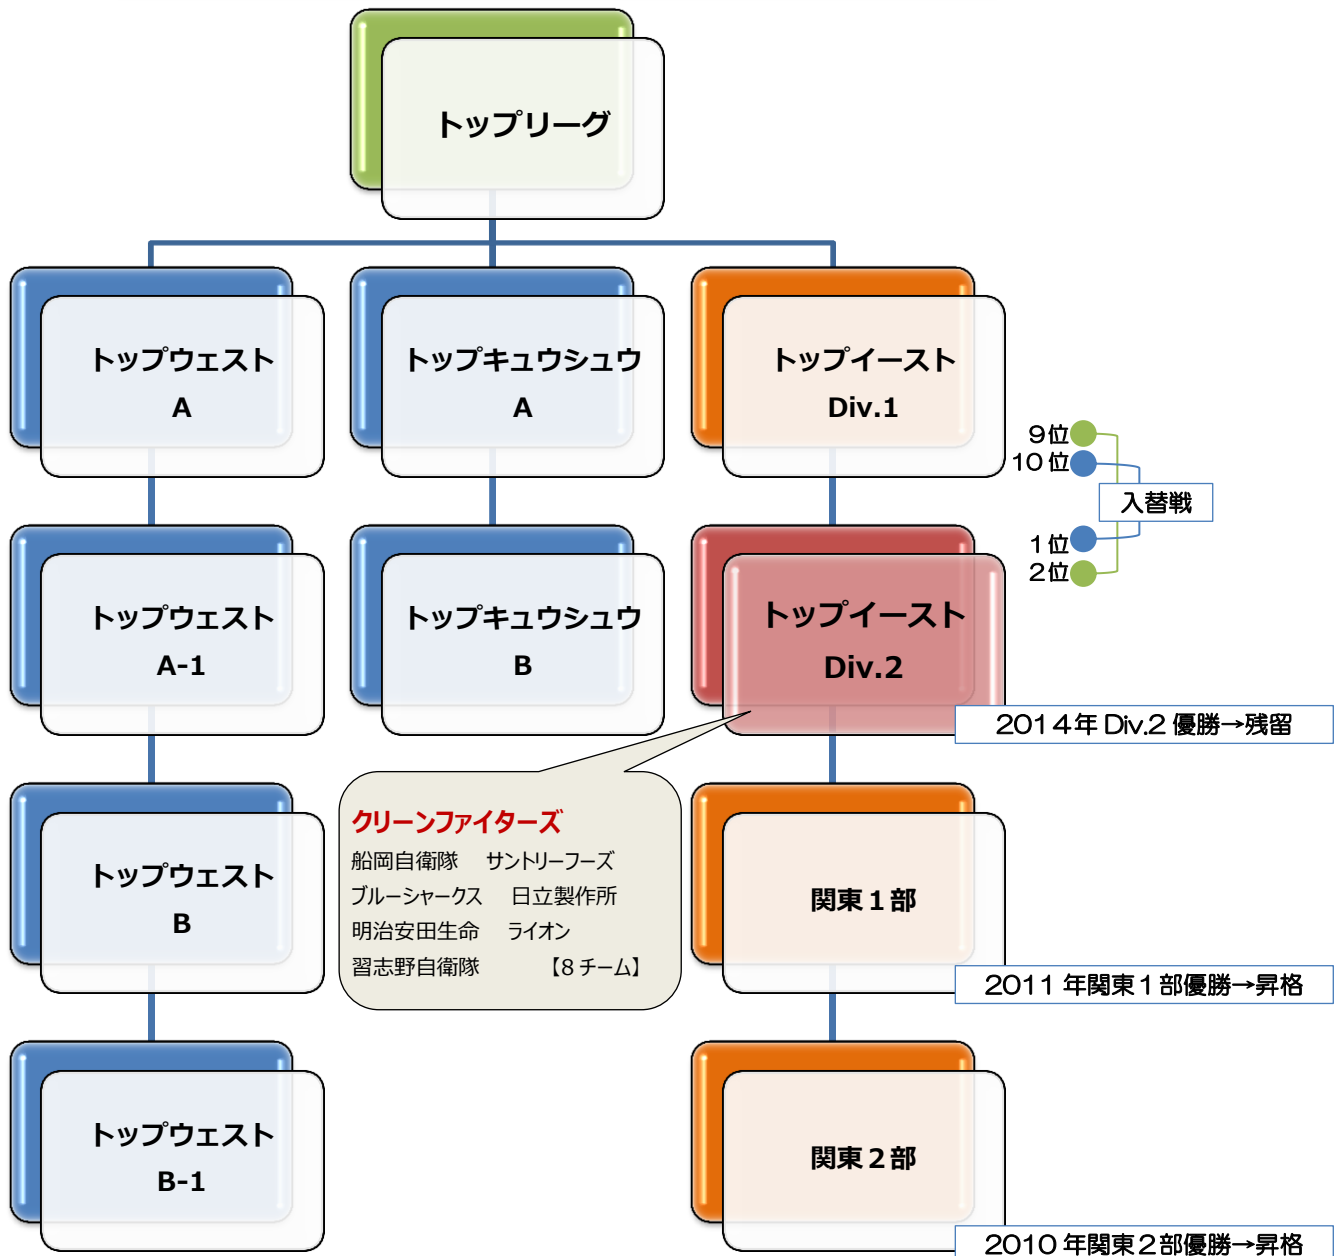 トップリーグ
トップウェスト
A
トップキュウシュウ
A
トップイースト
Div.1
9位
10位
入替戦
1位
2位
トップウェスト
A-1
トップキュウシュウ
B
トップイースト
Div.2
2014年 Div.2 優勝→残留
クリーンファイターズ
船岡自衛隊 サントリーフーズ
ブルーシャークス 日立製作所
明治安田生命 ライオン
習志野自衛隊 【8チーム】
トップウェスト
B
関東1部
2011年関東1部優勝→昇格
トップウェスト
B-1
関東2部
2010年関東2部優勝→昇格